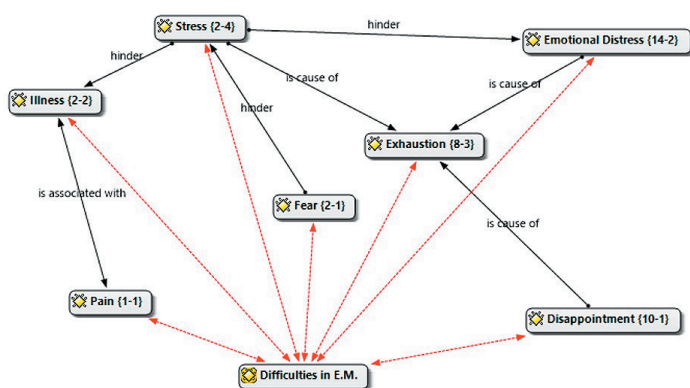 Stress {2-4}
hinder
Emotional Distress {14-2}
hinder
is cause of
is cause of
Illness {2-2}
hinder
Exhaustion {8-3}
is associated with
Fear {2-1}
is cause of
Pain {1-1}
Disappointment {10-1}
Difficulties in E.M.